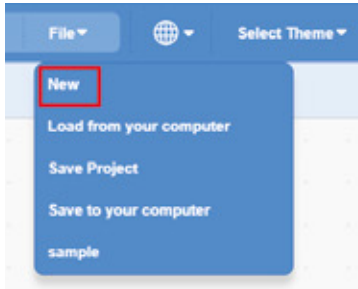 File
Select Theme
New
Load from your computer
Save Project
Save to your computer
sample